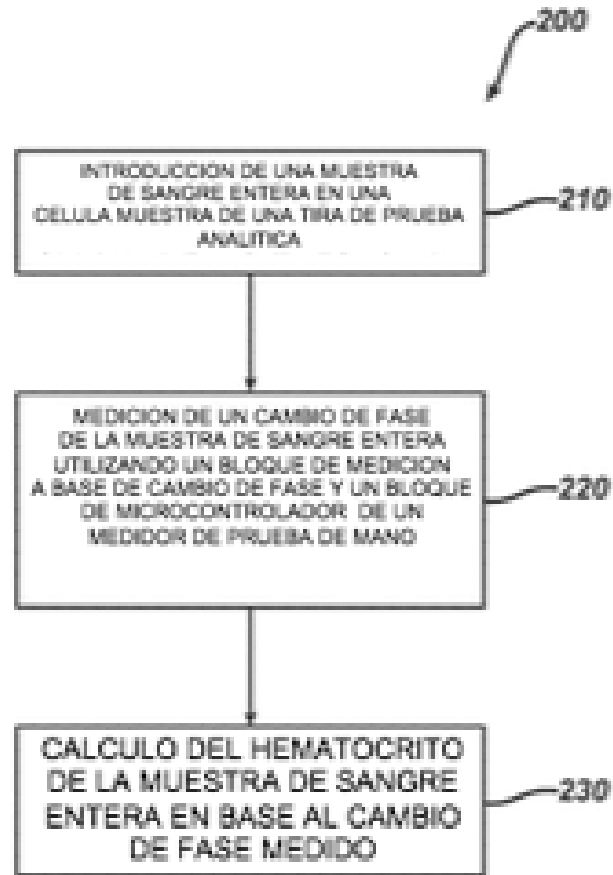 200
INTRODUCCION DE UNA MUESTRA
DE SANGRE ENTERA EN UNA
CELULA MUESTRA DE UNA TIRA DE PRUEBA
ANALITICA
210
MEDICION DE UN CAMBIO DE FASE
DE LA MUESTRA DE SANGRE ENTERA
UTILIZANDO UN BLOQUE DE MEDICION
A BASE DE CAMBIO DE FASE Y UN BLOQUE
DE MICROCONTROLADOR DE UN
MEDIDOR DE PRUEBA DE MANO
220
CALCULO DEL HEMATOCRITO
DE LA MUESTRA DE SANGRE
ENTERA EN BASE AL CAMBIO
DE FASE MEDIDO
230